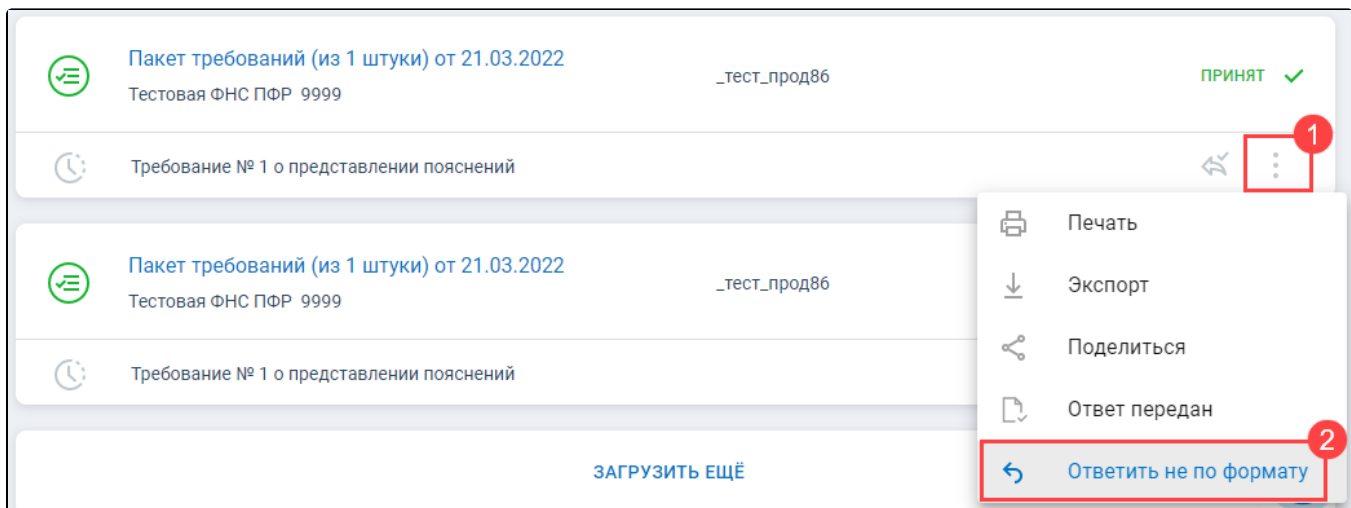 Пакет требований (из 1 штуки) от 21.03.2022
Тестовая ФНС ПФР 9999
_тест_прод86
ПРИНЯТ
1
Требование № 1 о представлении пояснений
Печать
Пакет требований (из 1 штуки) от 21.03.2022
Тестовая ФНС ПФР 9999
_тест_прод86
Экспорт
Поделиться
Требование № 1 о представлении пояснений
Ответ передан
2
ЗАГРУЗИТЬ ЕЩЁ
Ответить не по формату